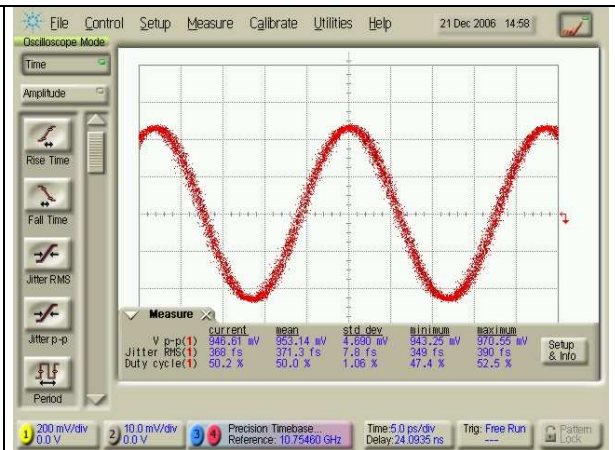 File Control Setup Measure Calibrate Utilities Help 21 Dec 2006 14:58
Oscilloscope Mode
Time
Amplitude
Rise Time
Fall Time
Jitter RMS
Jitter p-p
Period
Measure
current mean std dev minimum maximum
V p-p(1) 946.61 mV 953.14 mV 4.690 mV 943.25 mV 970.55 mV
Jitter RMS(1) 368 fs 371.3 fs 7.8 fs 349 fs 390 fs
Duty cycle(1) 50.2 % 50.0 % 1.06 % 47.4 % 52.5 %
Setup
& Info
1 200 mV/div
0.0 V
2 10.0 mV/div
0.0 V
3 4 Precision Timebase...
Reference: 10.75460 GHz
Time:5.0 ps/div
Delay:24.0935 ns
Trig: Free Run
---
Pattern
Lock